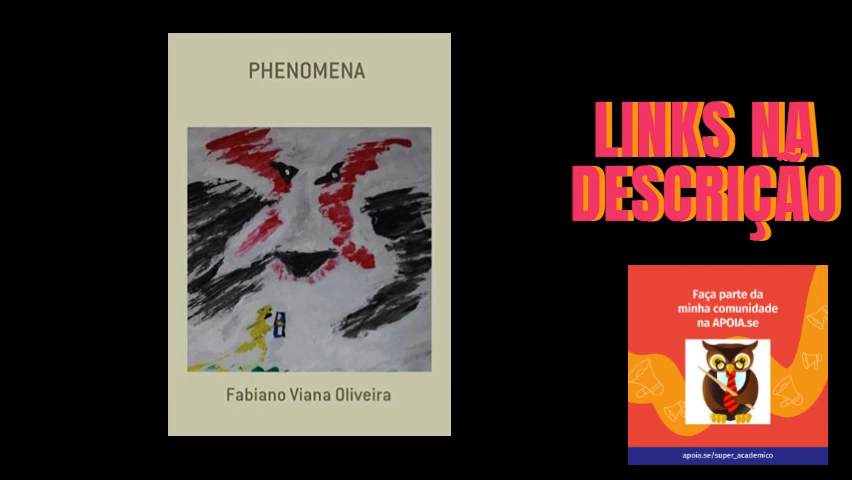 PHENOMENA
Fabiano Viana Oliveira
LINKS NA
DESCRIÇÃO
Faça parte da
minha comunidade
na APOIA.se
apoia.se/super_academico